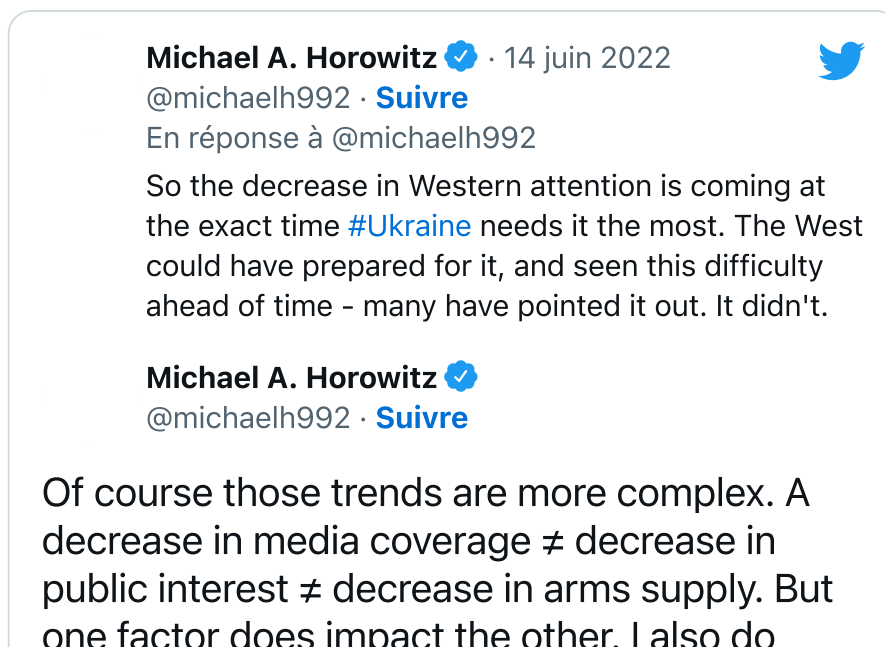 Michael A. Horowitz · 14 juin 2022
@michaelh992 · Suivre
En réponse à @michaelh992
So the decrease in Western attention is coming at
the exact time #Ukraine needs it the most. The West
could have prepared for it, and seen this difficulty
ahead of time - many have pointed it out. It didn't.
Michael A. Horowitz
@michaelh992 · Suivre
Of course those trends are more complex. A
decrease in media coverage ≠ decrease in
public interest ≠ decrease in arms supply. But
one factor does impact the other. I also do